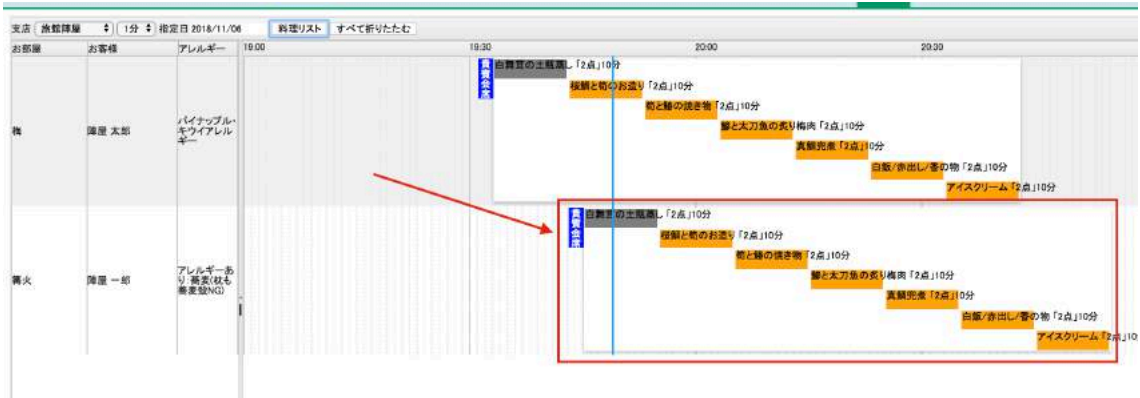 支店 旅館陣屋 1分 指定日 2018/11/06 料理リスト すべて折りたたむ
お部屋 お客様 アレルギー 19:00 19:30 20:00 20:30
梅 陣屋 太郎
パイナップル・
キウイアレル
ギー
貴賓会席
白舞茸の土瓶蒸し「2点」10分
桜鯛と筍のお造り「2点」10分
筍と鰆の焼き物「2点」10分
鰺と太刀魚の炙り梅肉「2点」10分
真鯛兜煮「2点」10分
白飯/赤出し/香の物「2点」10分
アイスクリーム「2点」10分
篝火 陣屋 一郎
アレルギーあ
り:蕎麦(枕も
蕎麦殻NG)
貴賓会席
白舞茸の土瓶蒸し「2点」10分
桜鯛と筍のお造り「2点」10分
筍と鰆の焼き物「2点」10分
鰺と太刀魚の炙り梅肉「2点」10分
真鯛兜煮「2点」10分
白飯/赤出し/香の物「2点」10分
アイスクリーム「2点」10